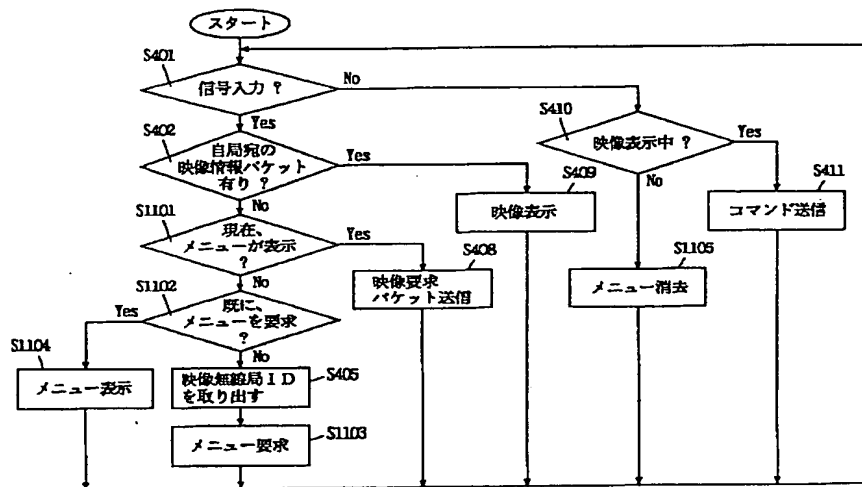 スタート
S401
信号入力 ?
No
Yes
S402
自局宛の
映像情報パケット
有り ?
Yes
No
S410
映像表示中 ?
Yes
No
S409
映像表示
S411
コマンド送信
S1101
現在、
メニューが表示
?
Yes
No
S408
映像要求
パケット送信
S1105
メニュー消去
S1102
既に、
メニューを要求
?
Yes
No
S1104
メニュー表示
S405
映像無線局ID
を取り出す
S1103
メニュー要求